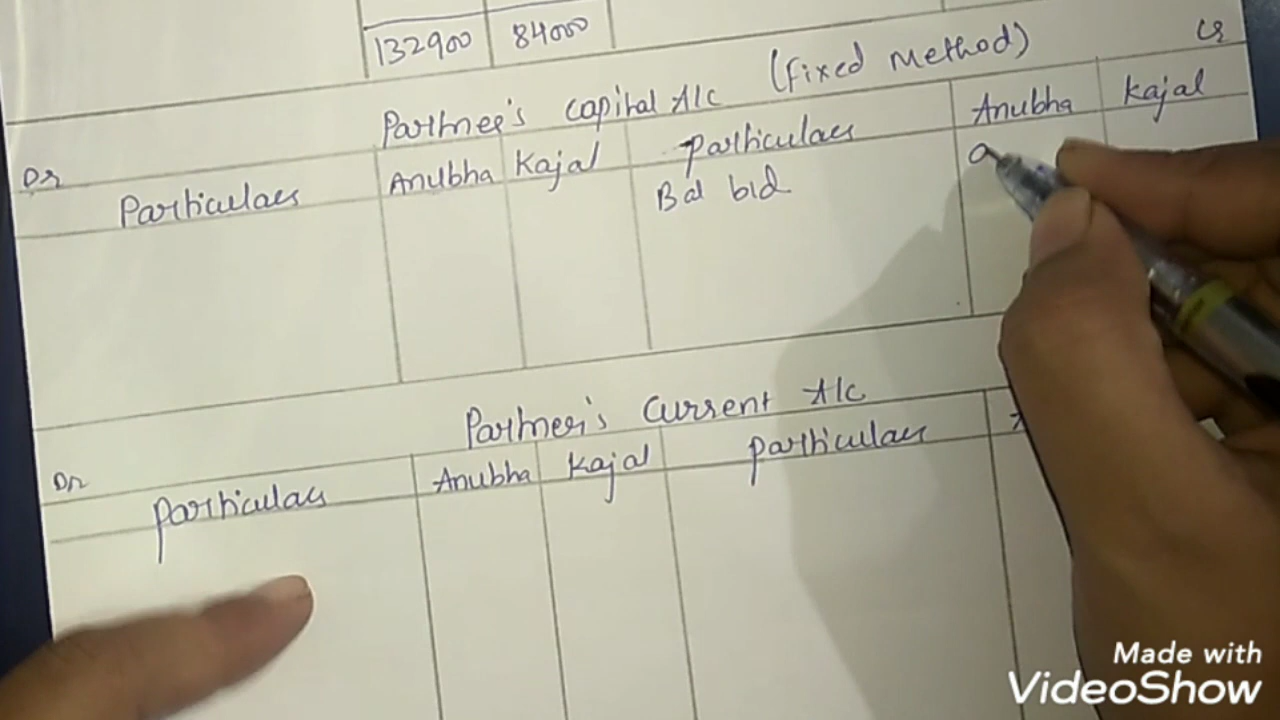 132900 84000
Partner's capital A/c (Fixed Method)
Dr Cr
Particulars Anubha Kajal Particulars Anubha Kajal
Bal b/d
Partner's Current A/c
Dr
Particulars Anubha Kajal Particulars
Made with
VideoShow